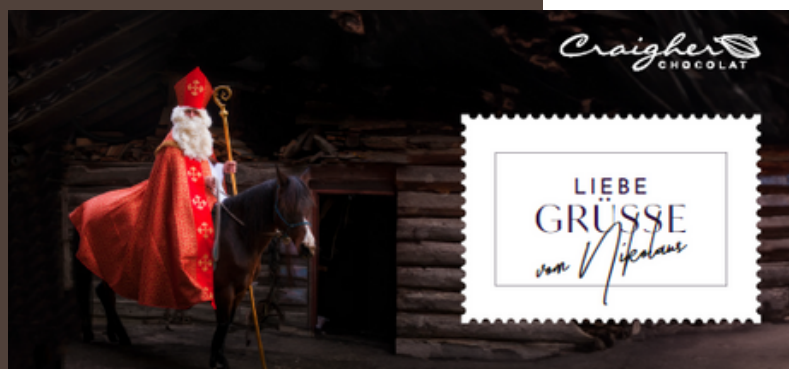 Craigher
CHOCOLAT
LIEBE
GRÜSSE
vom Nikolaus